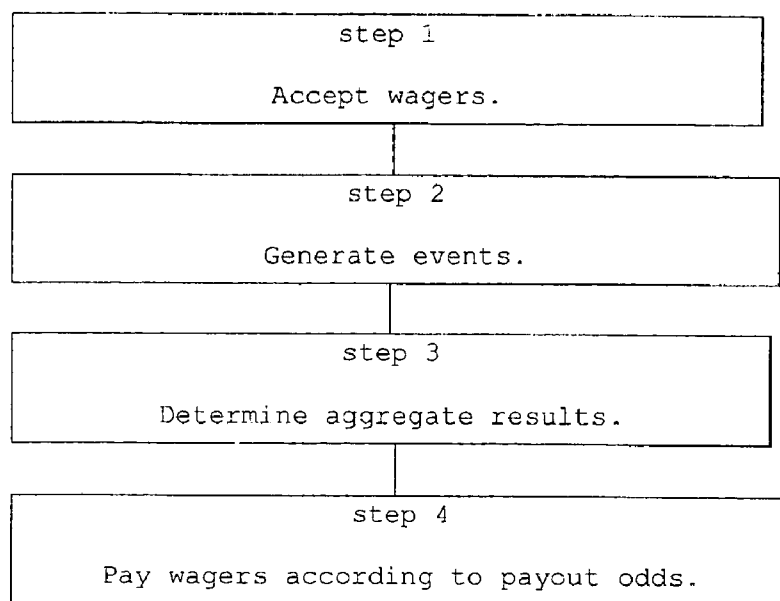 step 1
Accept wagers.
step 2
Generate events.
step 3
Determine aggregate results.
step 4
Pay wagers according to payout odds.